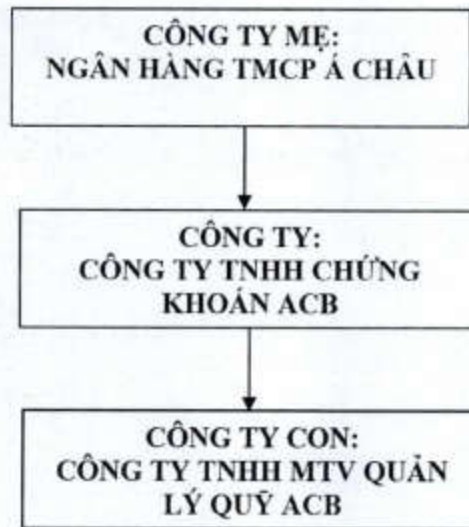 CÔNG TY MẸ:
NGÂN HÀNG TMCP Á CHÂU
CÔNG TY:
CÔNG TY TNHH CHỨNG
KHOÁN ACB
CÔNG TY CON:
CÔNG TY TNHH MTV QUẢN
LÝ QUỸ ACB